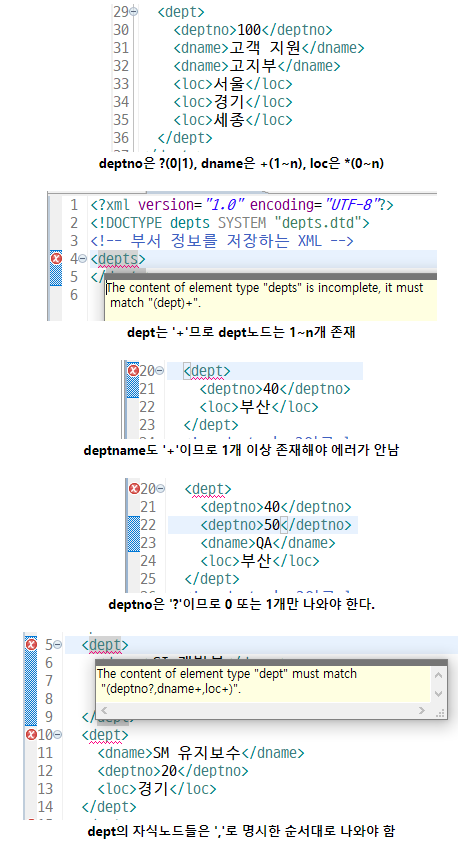 29 <dept>
30 <deptno>100</deptno>
31 <dname>고객 지원</dname>
32 <dname>고지부</dname>
33 <loc>서울</loc>
34 <loc>경기</loc>
35 <loc>세종</loc>
36 </dept>
deptno은 ?(0|1), dname은 +(1~n), loc은 *(0~n)
1 <?xml version="1.0" encoding="UTF-8"?>
2 <!DOCTYPE depts SYSTEM "depts.dtd">
3 <!-- 부서 정보를 저장하는 XML -->
4 <depts>
5 </
The content of element type "depts" is incomplete, it must
6 match "(dept)+".
dept는 '+'므로 dept노드는 1~n개 존재
20 <dept>
21 <deptno>40</deptno>
22 <loc>부산</loc>
23 </dept>
deptname도 '+'이므로 1개 이상 존재해야 에러가 안남
20 <dept>
21 <deptno>40</deptno>
22 <deptno>50</deptno>
23 <dname>QA</dname>
24 <loc>부산</loc>
25 </dept>
deptno은 '?'이므로 0 또는 1개만 나와야 한다.
5 <dept>
6
7 The content of element type "dept" must match
8 "(deptno?,dname+,loc+)".
9 </
10 <dept>
11 <dname>SM 유지보수</dname>
12 <deptno>20</deptno>
13 <loc>경기</loc>
14 </dept>
dept의 자식노드들은 ','로 명시한 순서대로 나와야 함